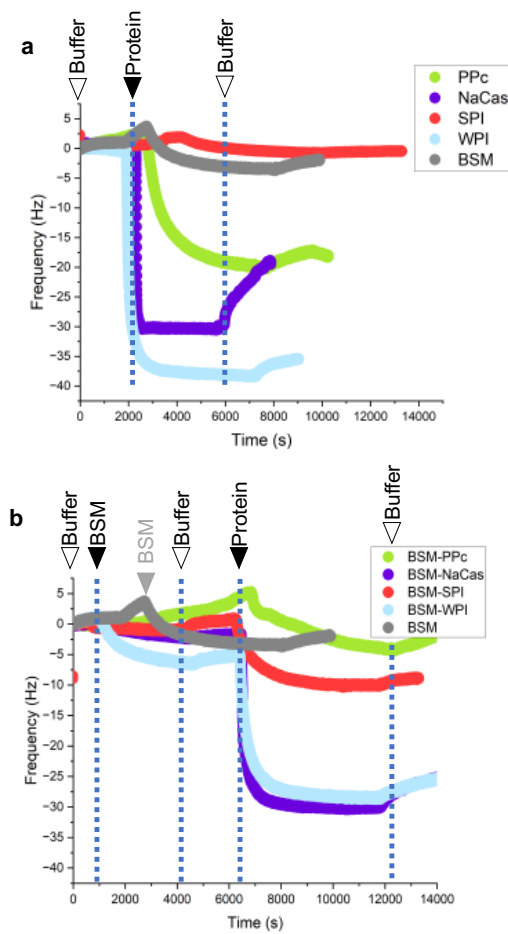 a
Buffer
Protein
Buffer
PPc
NaCas
SPI
WPI
BSM
5
0
−5
−10
−15
−20
−25
−30
−35
−40
Frequency (Hz)
0 2000 4000 6000 8000 10000 12000 14000
Time (s)
b
Buffer
BSM
BSM
Buffer
Protein
Buffer
BSM-PPc
BSM-NaCas
BSM-SPI
BSM-WPI
BSM
5
0
−5
−10
−15
−20
−25
−30
−35
−40
Frequency (Hz)
0 2000 4000 6000 8000 10000 12000 14000
Time (s)